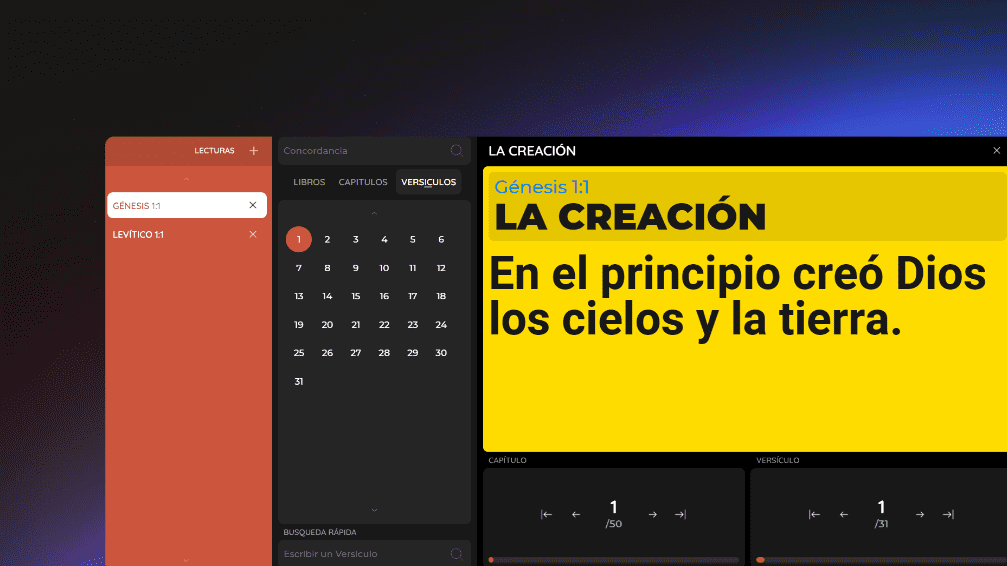 LECTURAS
GÉNESIS 1:1
LEVÍTICO 1:1
Concordancia
LIBROS CAPITULOS VERSICULOS
1 2 3 4 5 6
7 8 9 10 11 12
13 14 15 16 17 18
19 20 21 22 23 24
25 26 27 28 29 30
31
BUSQUEDA RÁPIDA
Escribir un Versículo
LA CREACIÓN
Génesis 1:1
LA CREACIÓN
En el principio creó Dios
los cielos y la tierra.
CAPÍTULO
1
/50
VERSÍCULO
1
/31